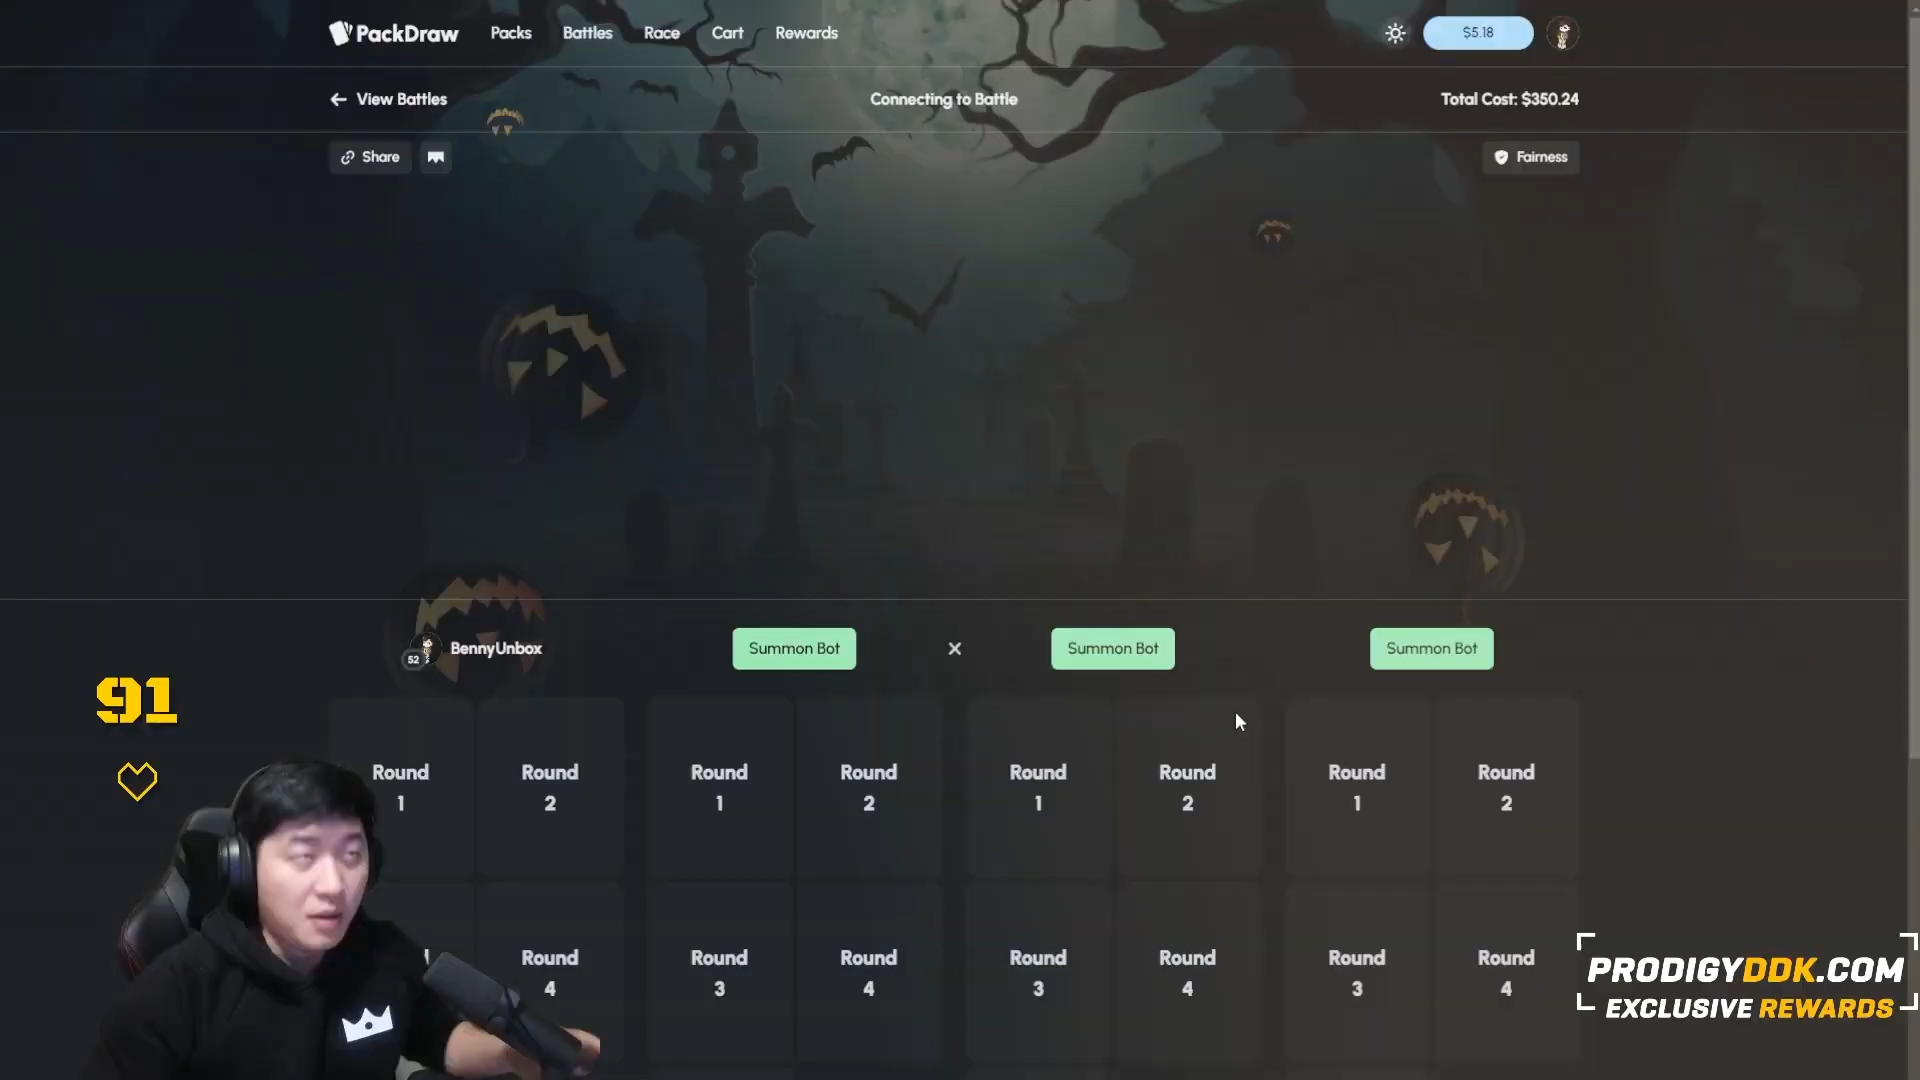 PackDraw
Packs
Battles
Race
Cart
Rewards
$5.18
View Battles
Connecting to Battle
Total Cost: $350.24
Share
Fairness
52
BennyUnbox
Summon Bot
Summon Bot
Summon Bot
91
Round
1
Round
2
Round
1
Round
2
Round
1
Round
2
Round
1
Round
2
Round
4
Round
3
Round
4
Round
3
Round
4
Round
3
Round
4
PRODIGYDDK.COM
EXCLUSIVE REWARDS